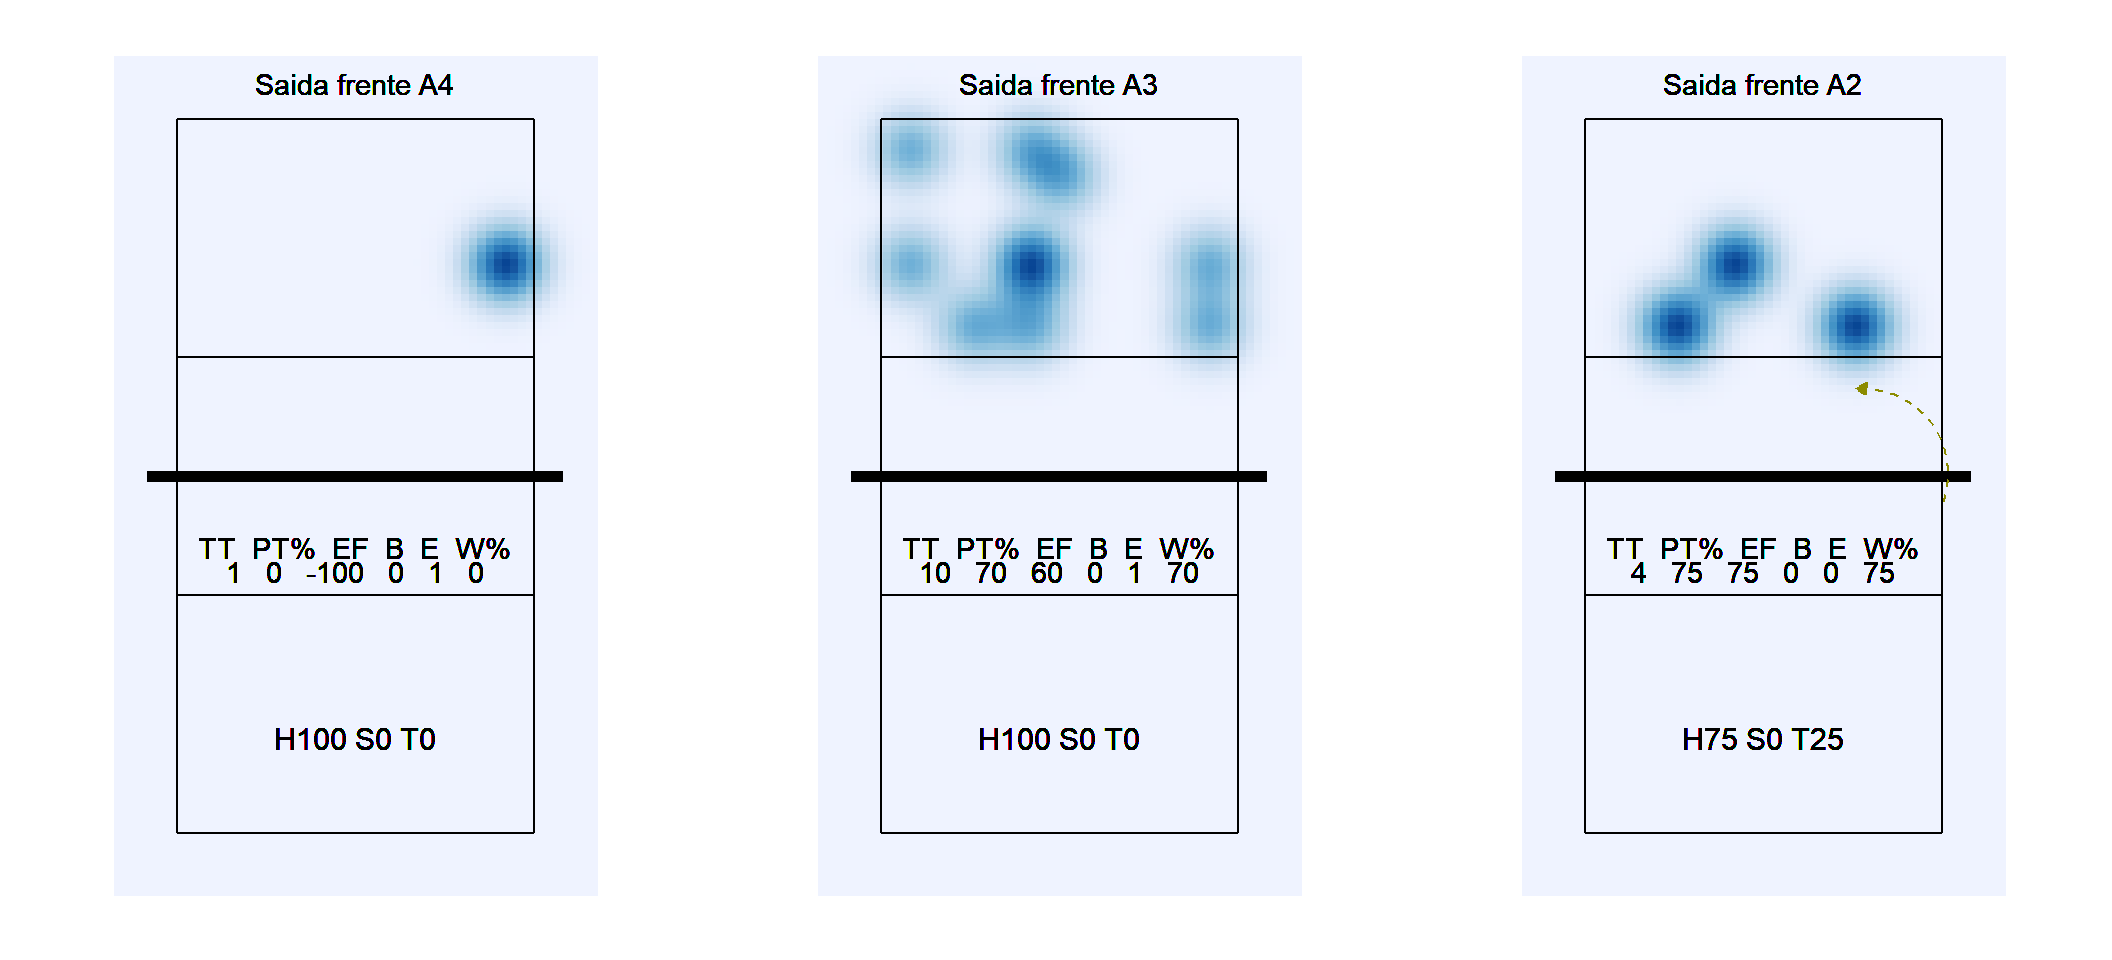 Saida frente A4
TT PT% EF B E W%
1 0 -100 0 1 0
H100 S0 T0
Saida frente A3
TT PT% EF B E W%
10 70 60 0 1 70
H100 S0 T0
Saida frente A2
TT PT% EF B E W%
4 75 75 0 0 75
H75 S0 T25